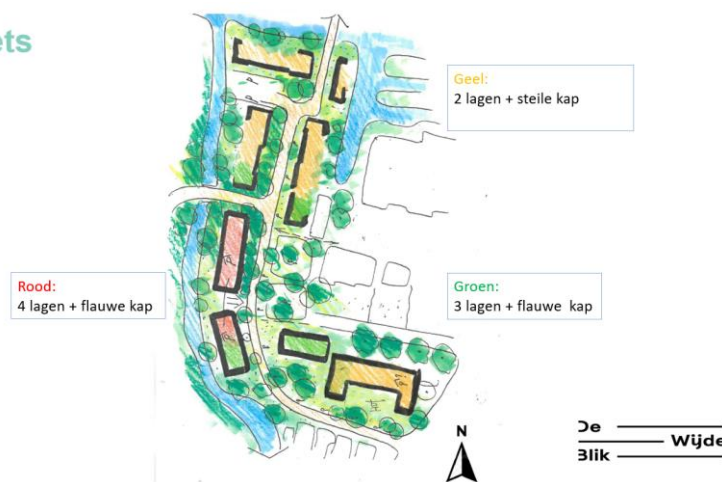 ets
Geel:
2 lagen + steile kap
Rood:
4 lagen + flauwe kap
Groen:
3 lagen + flauwe kap
N
De
Wijde
Blik